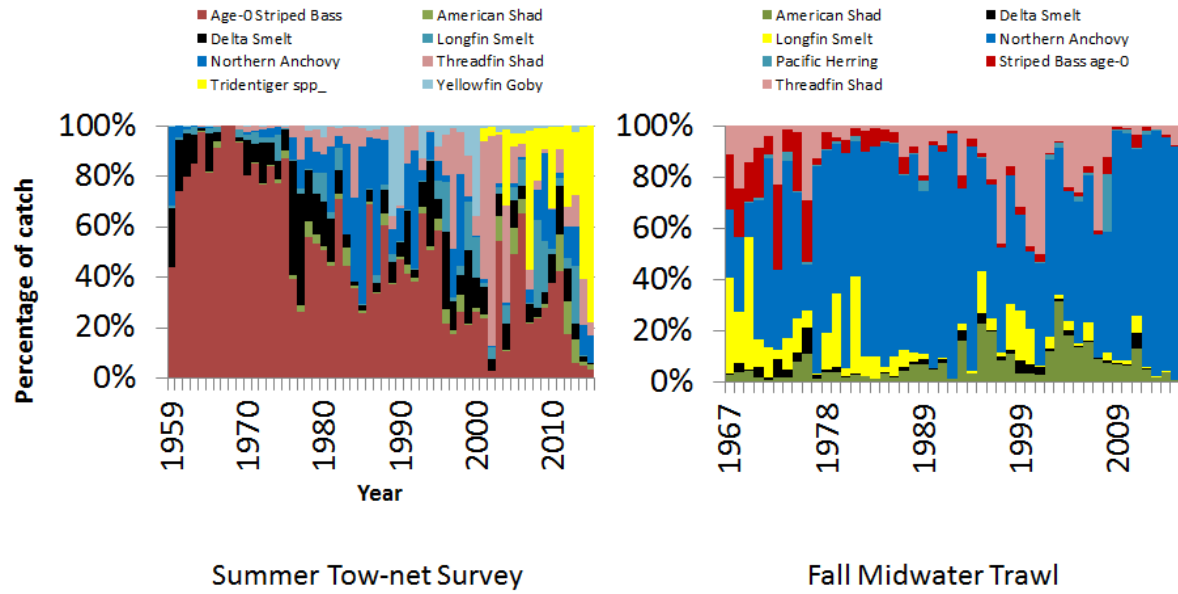 Age-0 Striped Bass American Shad
Delta Smelt Longfin Smelt
Northern Anchovy Threadfin Shad
Tridentiger spp_ Yellowfin Goby
American Shad Delta Smelt
Longfin Smelt Northern Anchovy
Pacific Herring Striped Bass age-0
Threadfin Shad
Percentage of catch
100%
80%
60%
40%
20%
0%
1959 1970 1980 1990 2000 2010
Year
100%
80%
60%
40%
20%
0%
1967 1978 1989 1999 2009
Summer Tow-net Survey
Fall Midwater Trawl